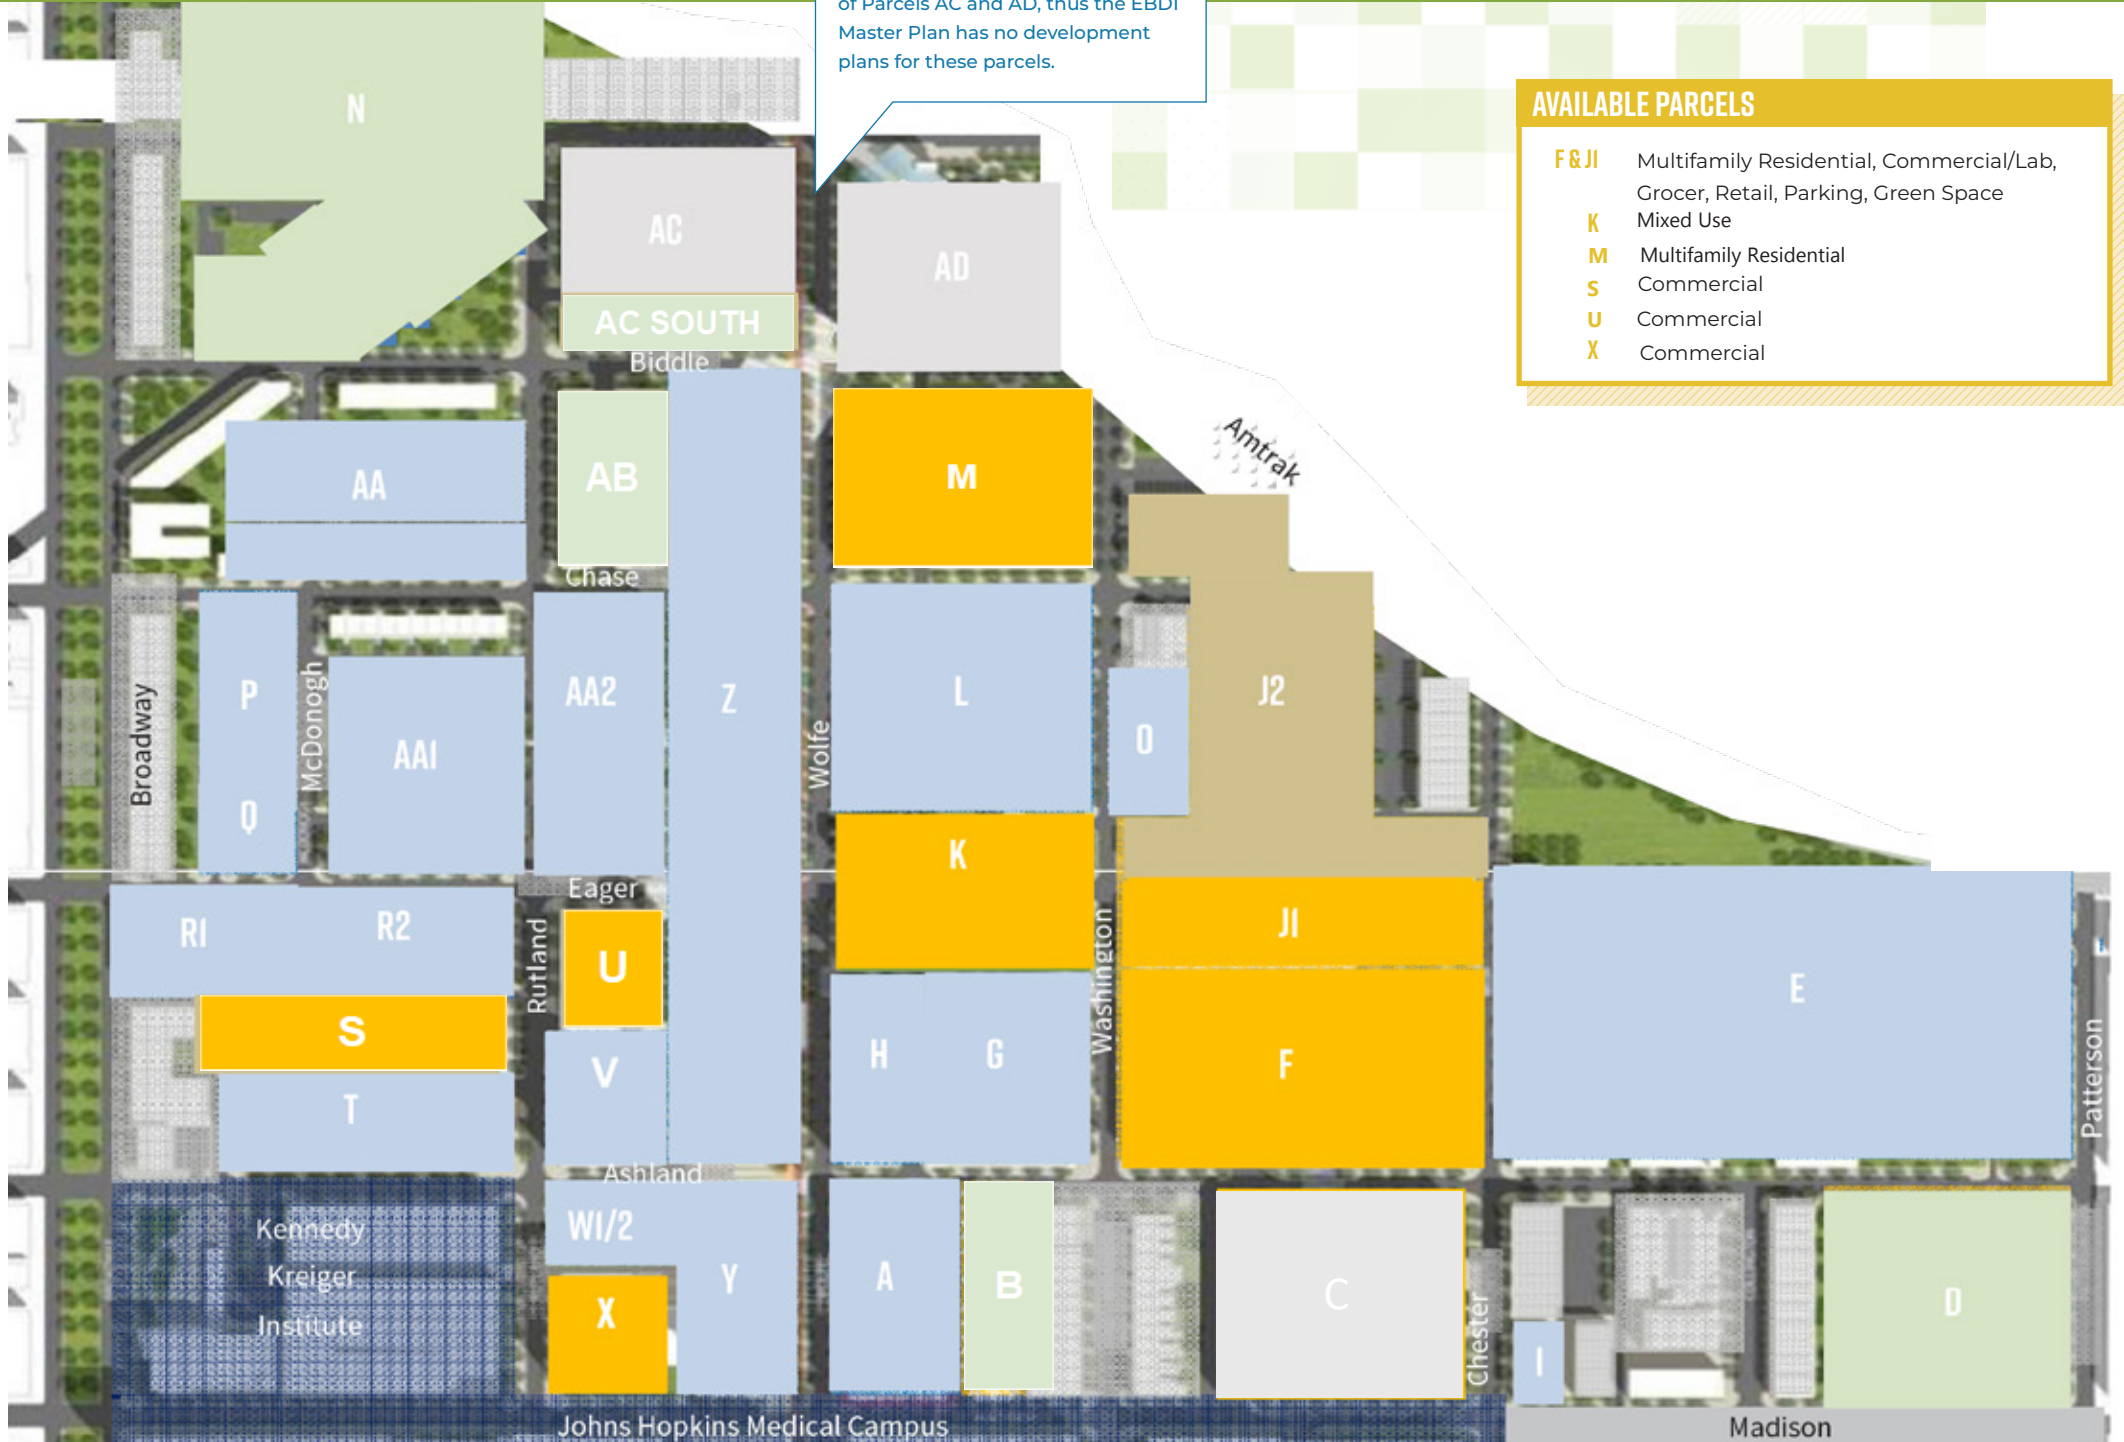 of Parcels AC and AD, thus the EBDI
Master Plan has no development
plans for these parcels.
AVAILABLE PARCELS
F & J1 Multifamily Residential, Commercial/Lab,
Grocer, Retail, Parking, Green Space
K Mixed Use
M Multifamily Residential
S Commercial
U Commercial
X Commercial
N
AC
AD
AC SOUTH
Biddle
Amtrak
AA
AB
M
Chase
Broadway
P
Q
McDonogh
AA1
AA2
Z
Wolfe
L
O
J2
K
Eager
R1
R2
Rutland
U
Washington
J1
E
S
T
V
H
G
F
Patterson
Ashland
Kennedy
Kreiger
Institute
W1/2
X
Y
A
B
C
Chester
I
D
Johns Hopkins Medical Campus
Madison